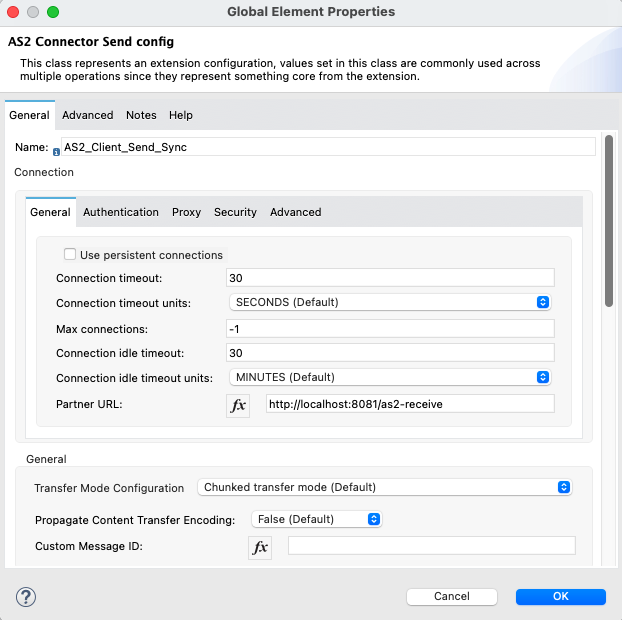 Global Element Properties
AS2 Connector Send config
This class represents an extension configuration, values set in this class are commonly used across
multiple operations since they represent something core from the extension.
General Advanced Notes Help
Name: AS2_Client_Send_Sync
Connection
General Authentication Proxy Security Advanced
Use persistent connections
Connection timeout: 30
Connection timeout units: SECONDS (Default)
Max connections: -1
Connection idle timeout: 30
Connection idle timeout units: MINUTES (Default)
Partner URL: fx http://localhost:8081/as2-receive
General
Transfer Mode Configuration Chunked transfer mode (Default)
Propagate Content Transfer Encoding: False (Default)
Custom Message ID: fx
? Cancel OK